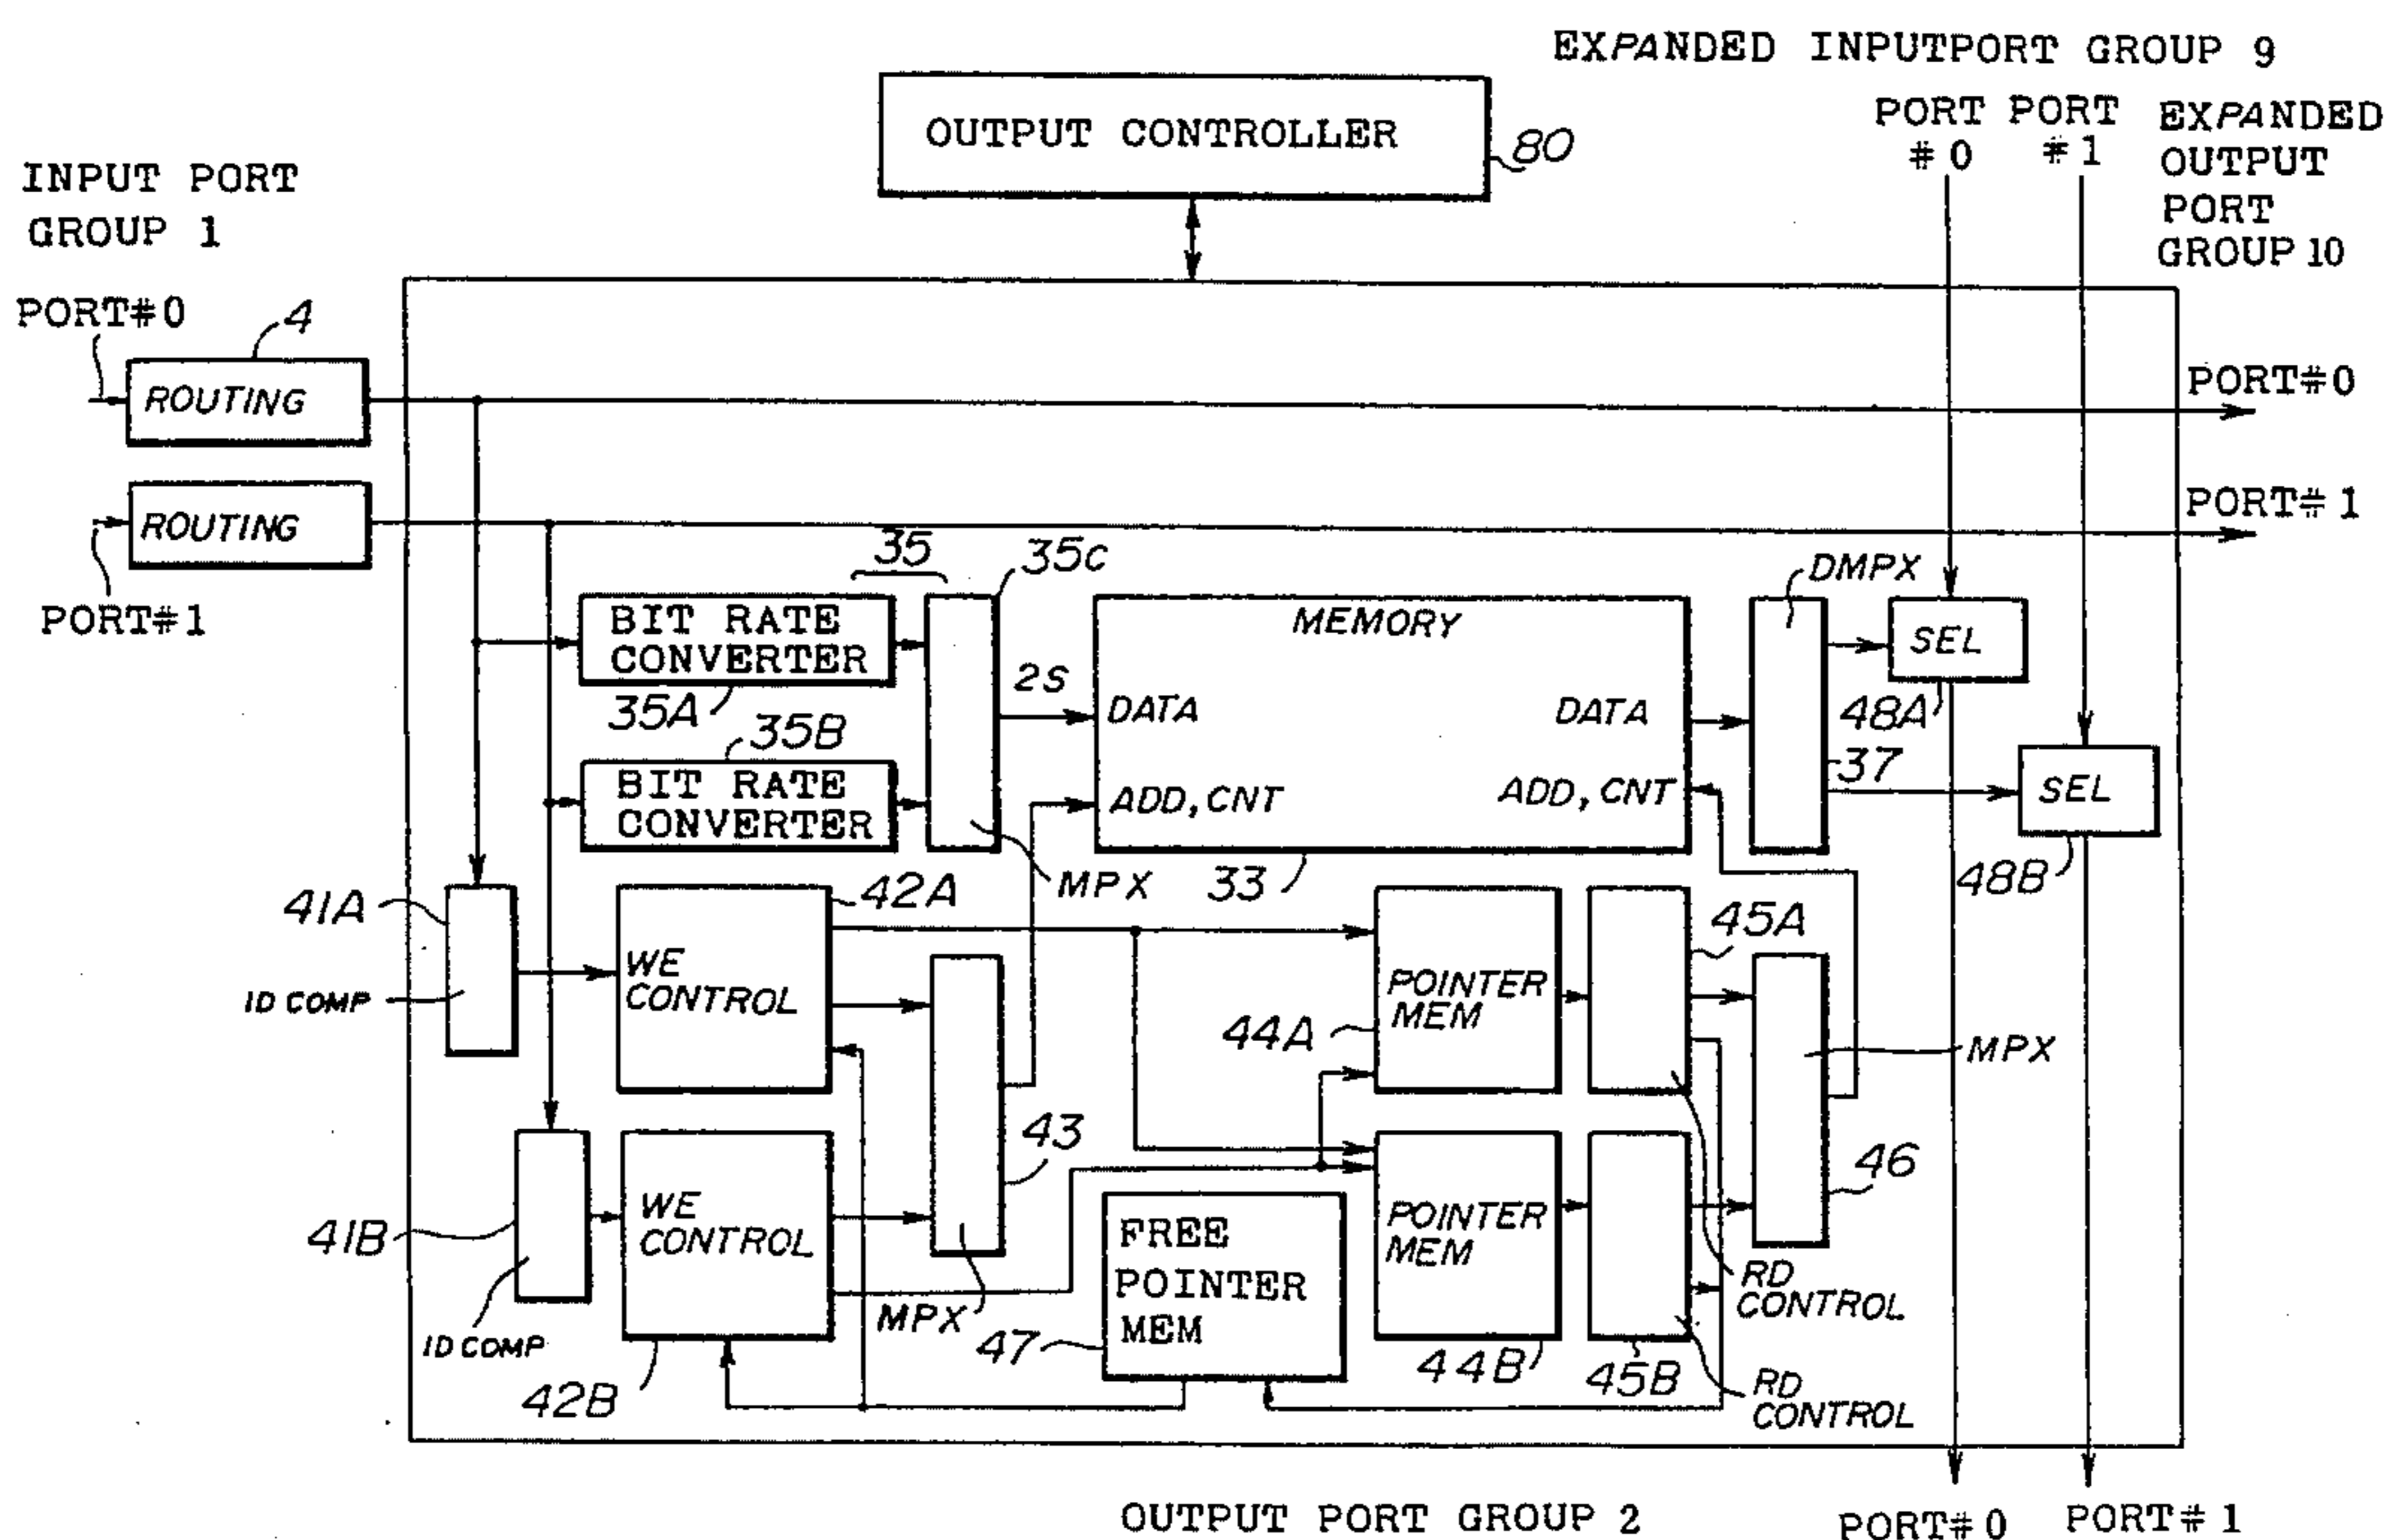 EXPANDED INPUTPORT GROUP 9
PORT PORT
#0 #1
EXPANDED
OUTPUT
PORT
GROUP 10
OUTPUT CONTROLLER
80
INPUT PORT
GROUP 1
PORT#0
4
ROUTING
PORT#0
ROUTING
PORT#1
PORT#1
35
35C
DMPX
BIT RATE
CONVERTER
35A
35B
BIT RATE
CONVERTER
2S
MEMORY
DATA
DATA
ADD, CNT
ADD, CNT
33
SEL
48A
37
SEL
48B
MPX
41A
ID COMP
42A
WE
CONTROL
POINTER
MEM
44A
45A
MPX
43
46
41B
ID COMP
WE
CONTROL
42B
MPX
FREE
POINTER
MEM
47
POINTER
MEM
44B
45B
RD
CONTROL
RD
CONTROL
OUTPUT PORT GROUP 2
PORT#0
PORT#1